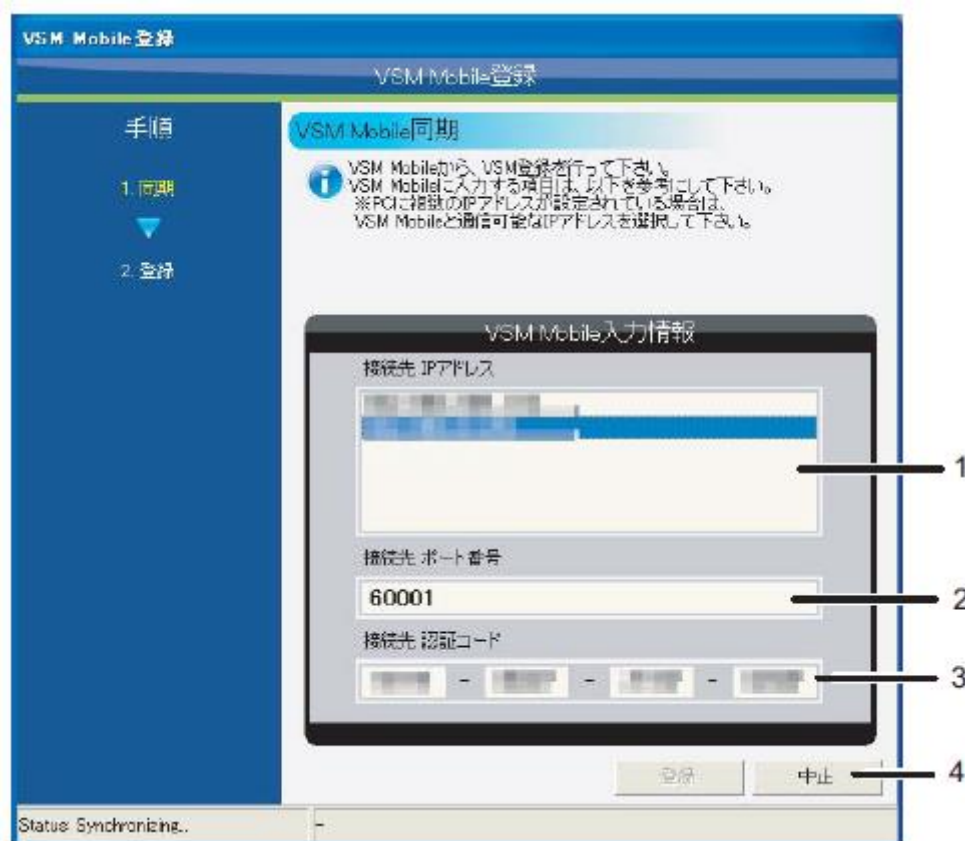 VSM Mobile登録
VSM Mobile登録
手順
1. 同期
2. 登録
VSM Mobile同期
VSM Mobileから、VSM登録を行って下さい。
VSM Mobileに入力する項目は、以下を参考にして下さい。
※PCに複数のIPアドレスが設定されている場合は、
VSM Mobileと通信可能なIPアドレスを選択して下さい。
VSM Mobile入力情報
接続先 IPアドレス
1
接続先 ポート番号
60001
2
接続先 認証コード
- - -
3
登録
中止
4
Status: Synchronizing..
-